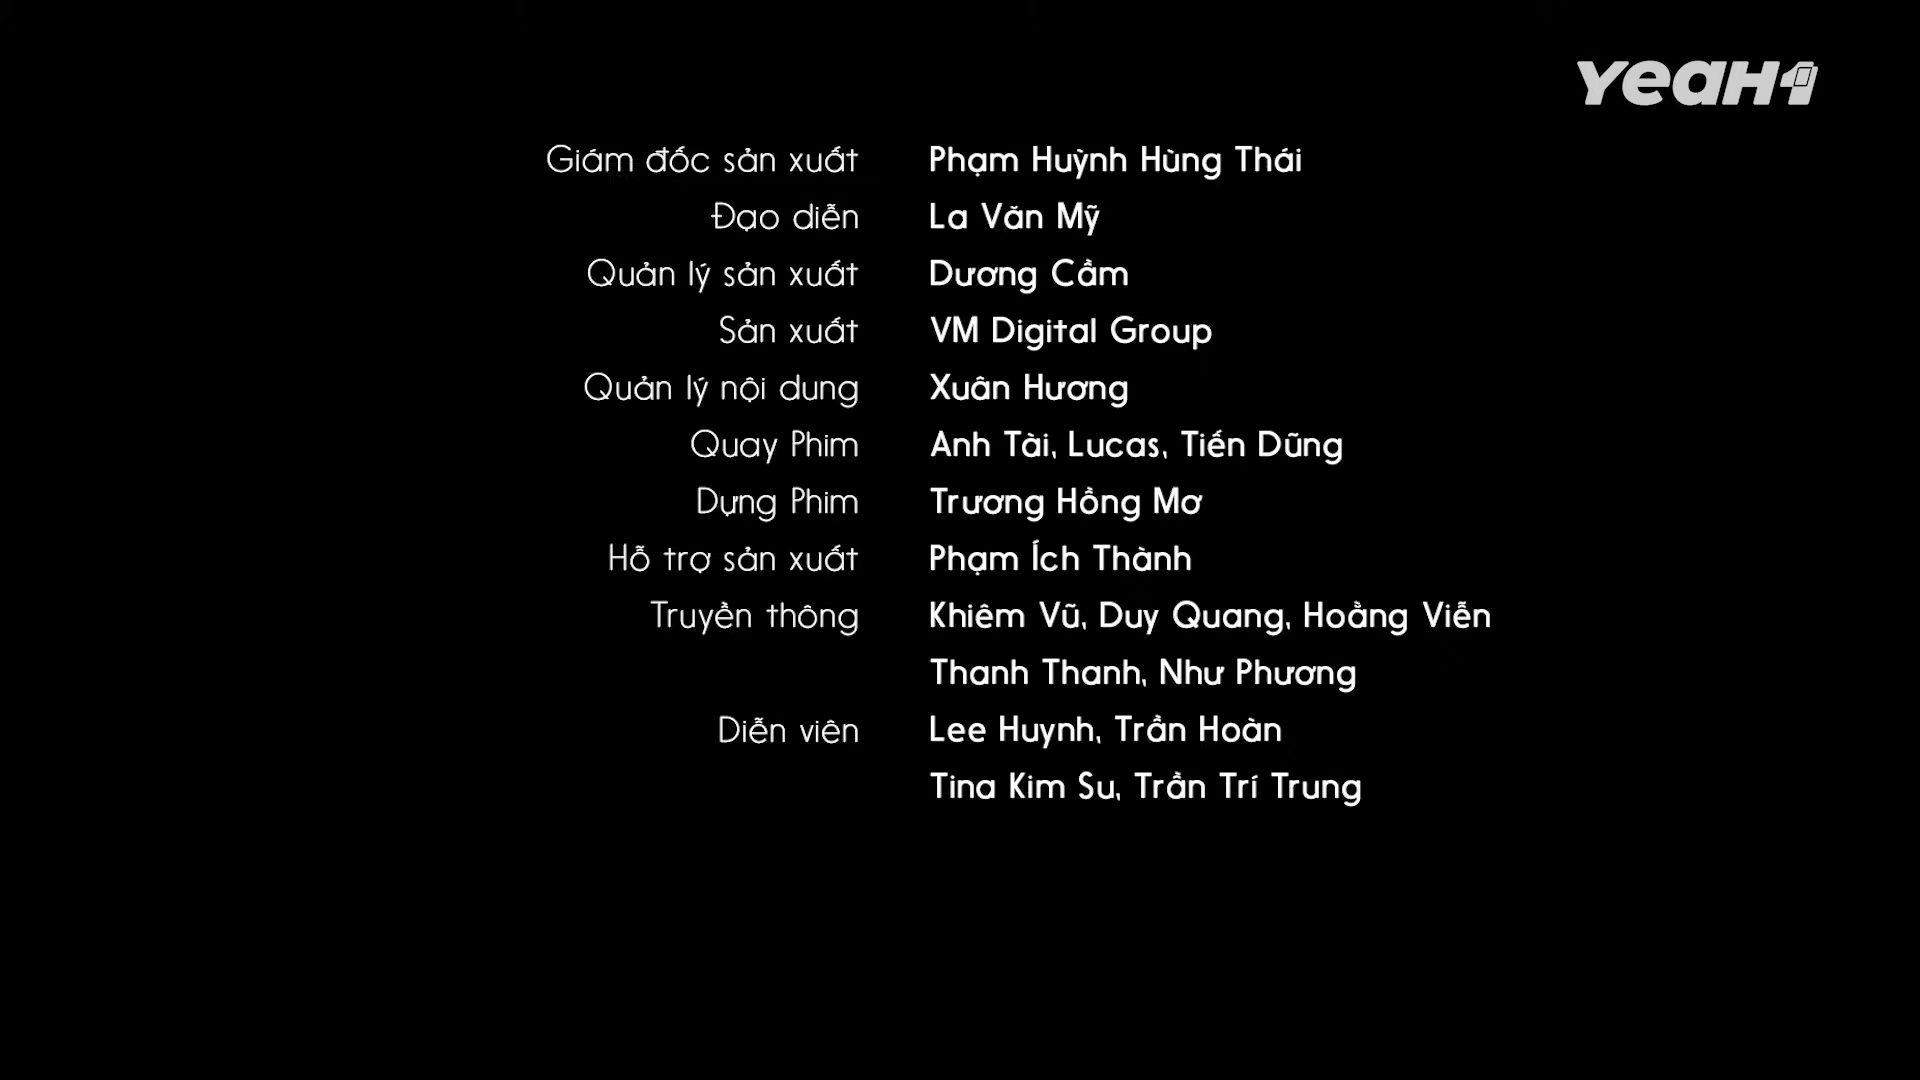 YEAH1
Giám đốc sản xuất Phạm Huỳnh Hùng Thái
Đạo diễn La Văn Mỹ
Quản lý sản xuất Dương Cầm
Sản xuất VM Digital Group
Quản lý nội dung Xuân Hương
Quay Phim Anh Tài, Lucas, Tiến Dũng
Dựng Phim Trương Hồng Mơ
Hỗ trợ sản xuất Phạm Ích Thành
Truyền thông Khiêm Vũ, Duy Quang, Hoằng Viễn
Thanh Thanh, Như Phương
Diễn viên Lee Huynh, Trần Hoàn
Tina Kim Su, Trần Trí Trung